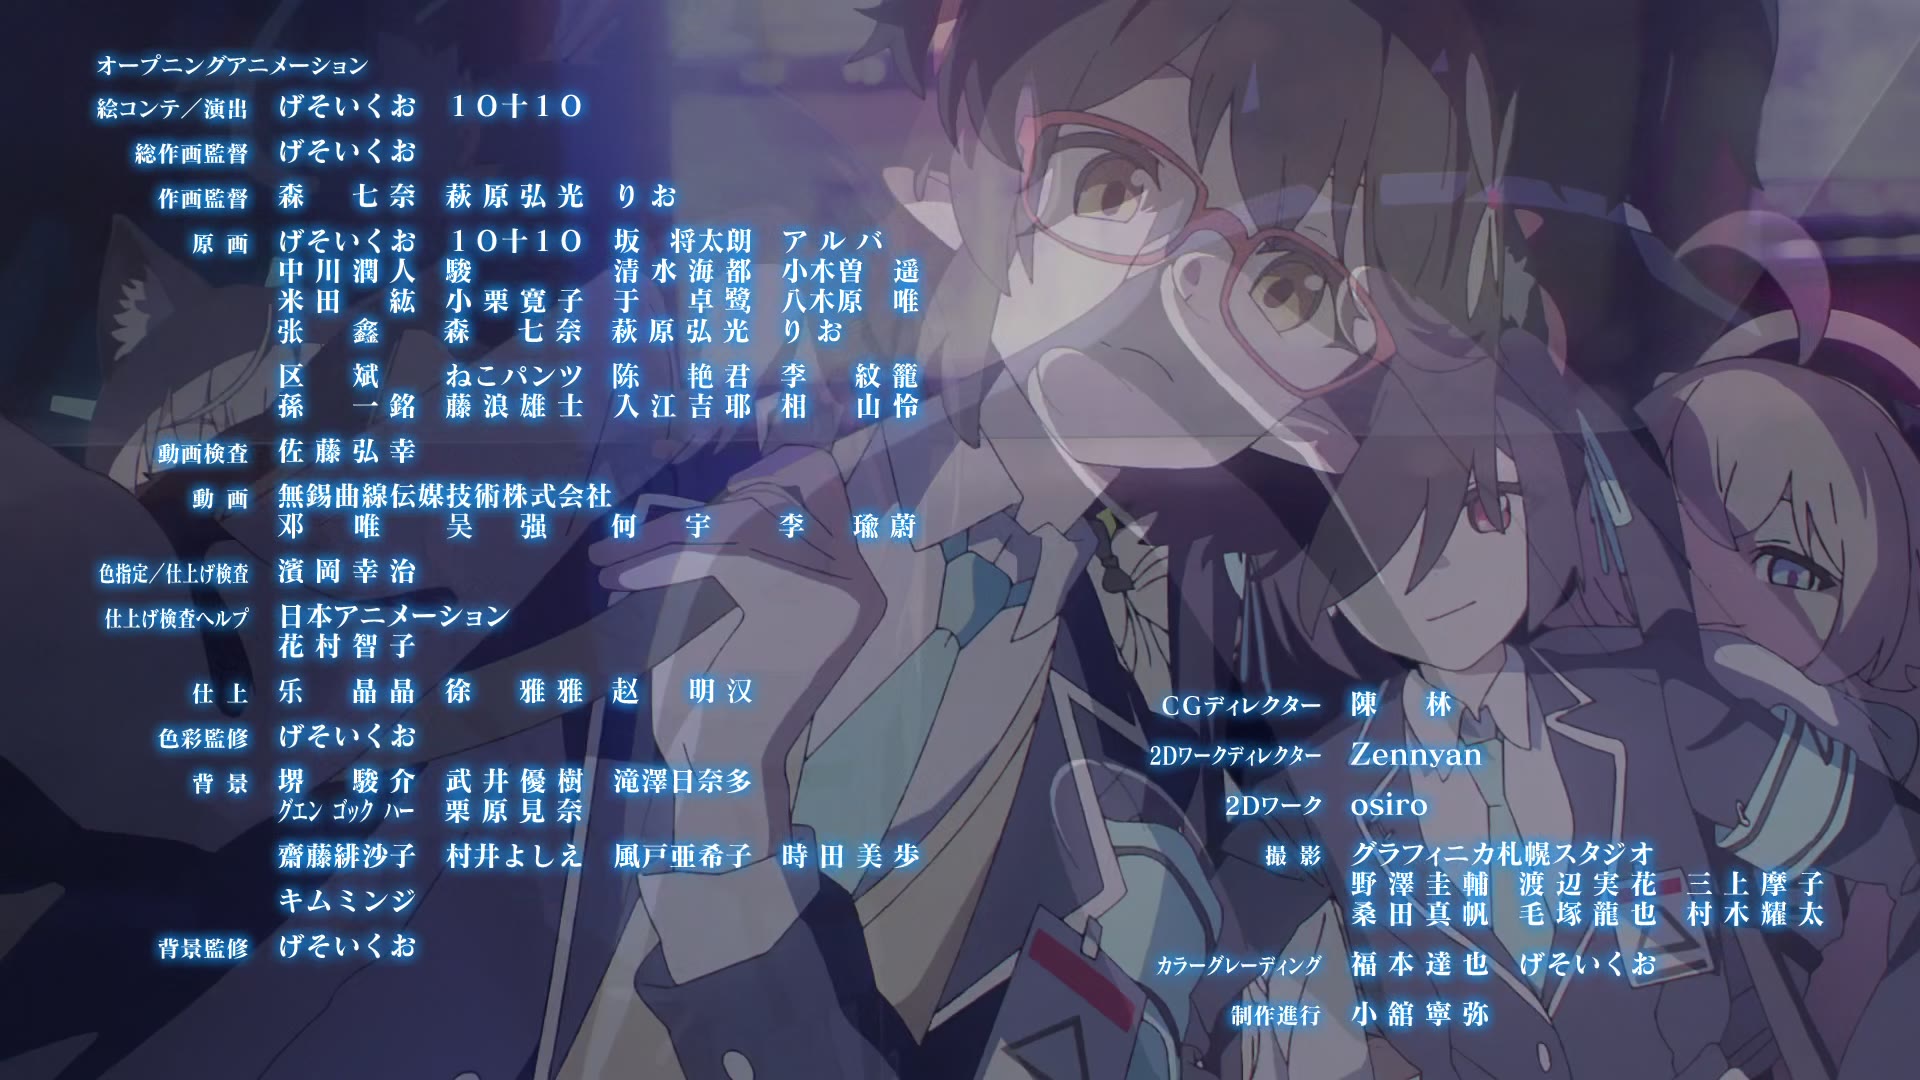 オープニングアニメーション
絵コンテ／演出 げそいくお 10十10
総作画監督 げそいくお
作画監督 森 七奈 萩原弘光 りお
原画 げそいくお 10十10 坂 将太朗 アルバ
中川潤人 駿 清水海都 小木曽 遥
米田 紘 小栗寛子 于 卓鹭 八木原 唯
张 鑫 森 七奈 萩原弘光 りお
区 斌 ねこパンツ 陈 艳君 李 紋籠
孫 一銘 藤浪雄士 入江吉耶 相 山怜
動画検査 佐藤弘幸
動画 無錫曲線伝媒技術株式会社
邓 唯 吴 强 何 宇 李 瑜蔚
色指定／仕上げ検査 濱岡幸治
仕上げ検査ヘルプ 日本アニメーション
花村智子
仕上 乐 晶晶 徐 雅雅 赵 明汉
色彩監修 げそいくお
背景 堺 駿介 武井優樹 滝澤日奈多
グエン ゴック ハー 栗原見奈
齋藤緋沙子 村井よしえ 風戸亜希子 時田美歩
キムミンジ
背景監修 げそいくお
CGディレクター 陳 林
2Dワークディレクター Zennyan
2Dワーク osiro
撮影 グラフィニカ札幌スタジオ
野澤圭輔 渡辺実花 三上摩子
桑田真帆 毛塚龍也 村木耀太
カラーグレーディング 福本達也 げそいくお
制作進行 小舘寧弥